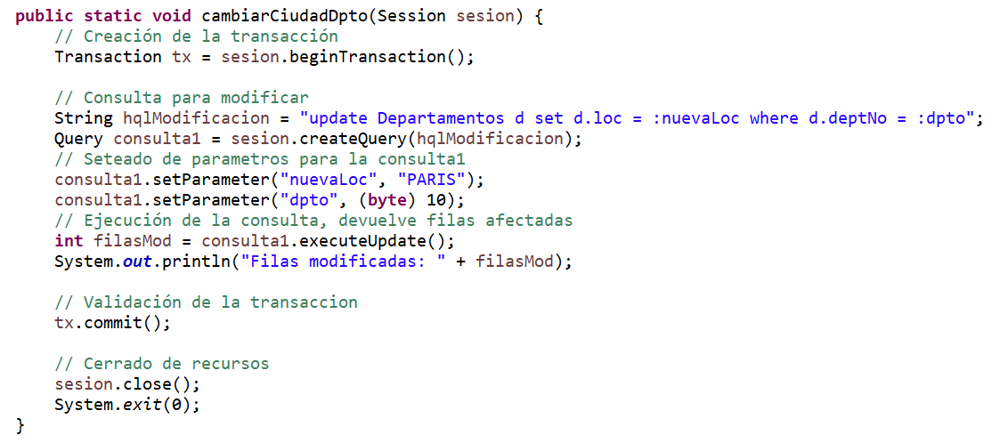 public static void cambiarCiudadDpto(Session sesion) {
    // Creación de la transacción
    Transaction tx = sesion.beginTransaction();

    // Consulta para modificar
    String hqlModificacion = "update Departamentos d set d.loc = :nuevaLoc where d.deptNo = :dpto";
    Query consulta1 = sesion.createQuery(hqlModificacion);
    // Seteado de parametros para la consulta1
    consulta1.setParameter("nuevaLoc", "PARIS");
    consulta1.setParameter("dpto", (byte) 10);
    // Ejecución de la consulta, devuelve filas afectadas
    int filasMod = consulta1.executeUpdate();
    System.out.println("Filas modificadas: " + filasMod);

    // Validación de la transaccion
    tx.commit();

    // Cerrado de recursos
    sesion.close();
    System.exit(0);
}